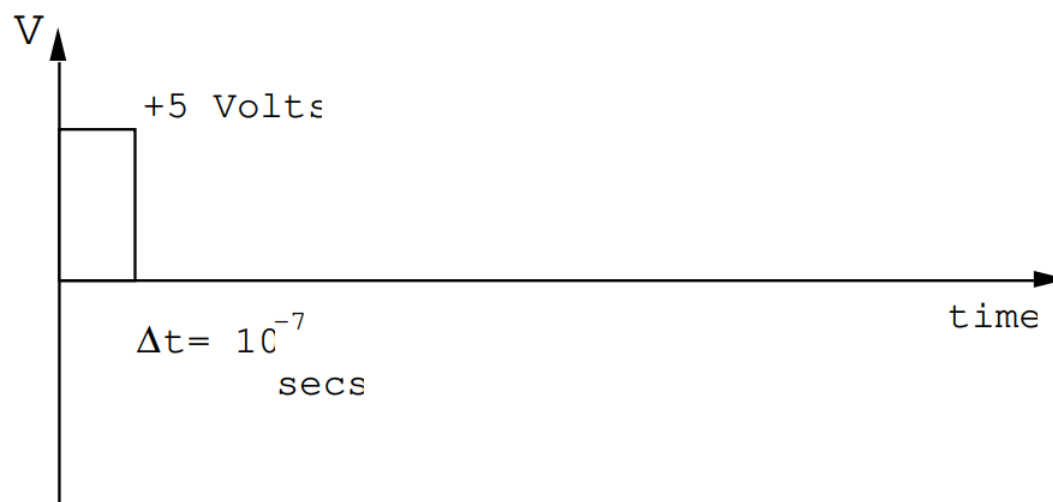 V
+5 Volts
time
Δt= 10⁻⁷
secs